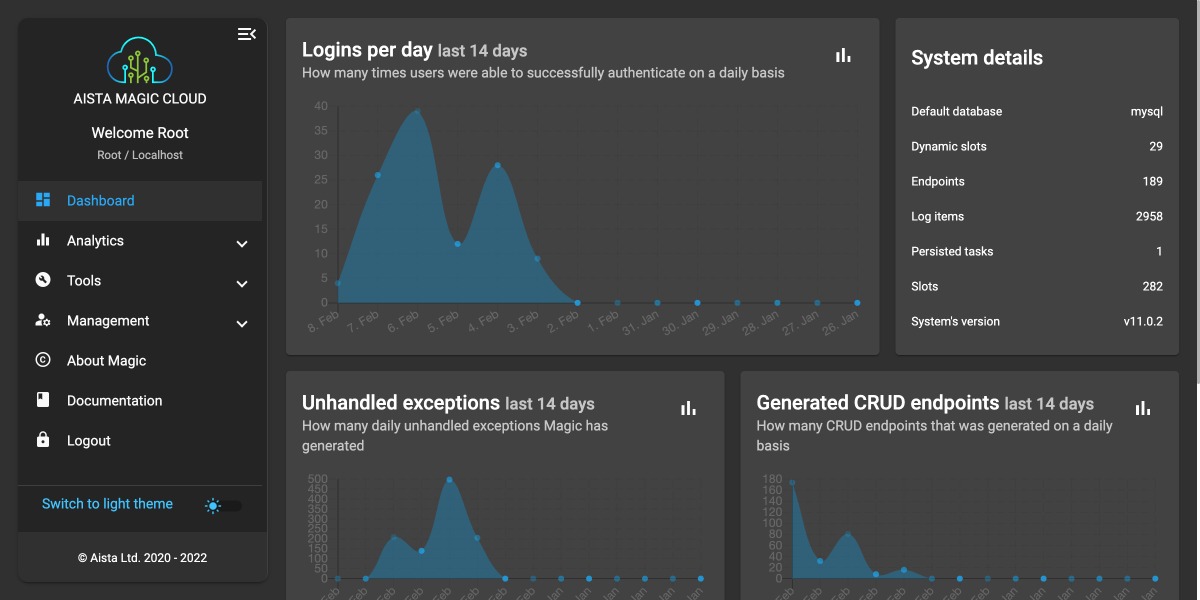 AISTA MAGIC CLOUD
Welcome Root
Root / Localhost
Dashboard
Analytics
Tools
Management
About Magic
Documentation
Logout
Switch to light theme
© Aista Ltd. 2020 - 2022
Logins per day last 14 days
How many times users were able to successfully authenticate on a daily basis
40
35
30
25
20
15
10
5
0
8. Feb 7. Feb 6. Feb 5. Feb 4. Feb 3. Feb 2. Feb 1. Feb 31. Jan 30. Jan 29. Jan 28. Jan 27. Jan 26. Jan
System details
Default database mysql
Dynamic slots 29
Endpoints 189
Log items 2958
Persisted tasks 1
Slots 282
System's version v11.0.2
Unhandled exceptions last 14 days
How many daily unhandled exceptions Magic has
generated
500
450
400
350
300
250
200
150
100
50
0
Generated CRUD endpoints last 14 days
How many CRUD endpoints that was generated on a daily
basis
180
160
140
120
100
80
60
40
20
0